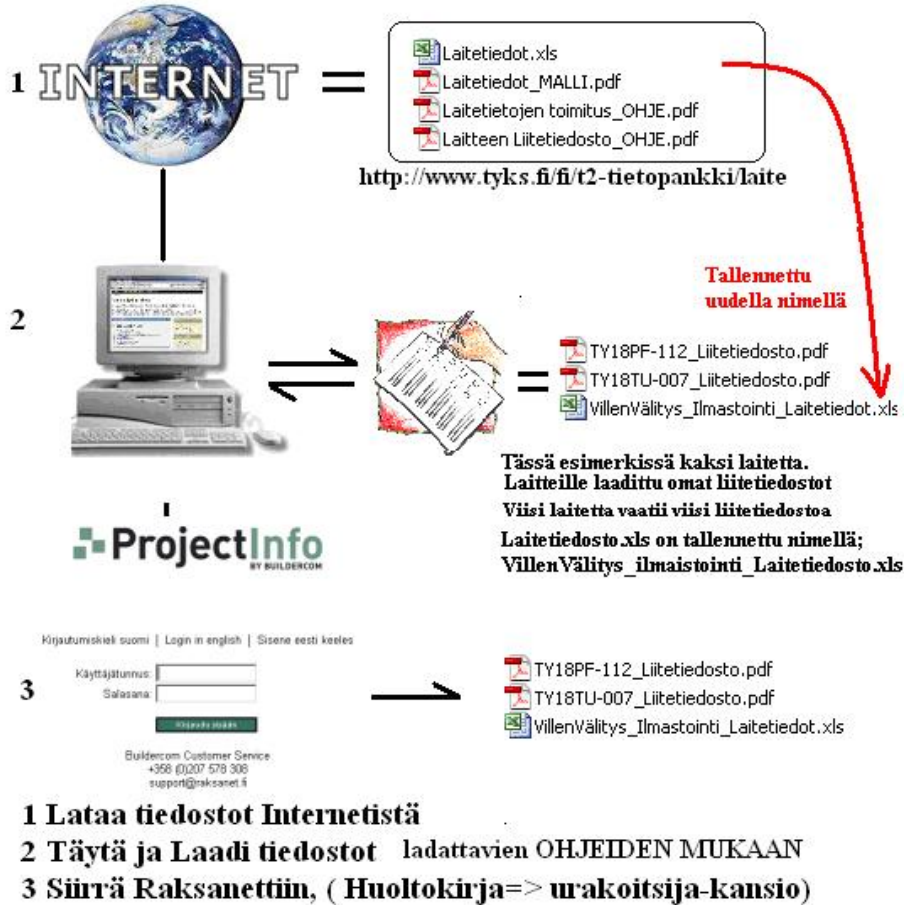 1 INTERNET =
Laitetiedot.xls
Laitetiedot_MALLI.pdf
Laitetietojen toimitus_OHJE.pdf
Laitteen Liitetiedosto_OHJE.pdf
http://www.tyks.fi/fi/t2-tietopankki/laite
Tallennettu
uudella nimellä
2
=
TY18PF-112_Liitetiedosto.pdf
TY18TU-007_Liitetiedosto.pdf
VillenVälitys_Ilmastointi_Laitetiedot.xls
Tässä esimerkissä kaksi laitetta.
Laitteille laadittu omat liitetiedostot
Viisi laitetta vaatii viisi liitetiedostoa
Laitetiedosto.xls on tallennettu nimellä;
VillenVälitys_ilmaistointi_Laitetiedosto.xls
ProjectInfo
BY BUILDERCOM
Kirjautumiskieli suomi | Login in english | Sisene eesti keeles
3
Käyttäjätunnus:
Salasana:
Kirjaudu sisään
Buildercom Customer Service
+358 (0)207 578 308
support@raksanet.fi
TY18PF-112_Liitetiedosto.pdf
TY18TU-007_Liitetiedosto.pdf
VillenVälitys_Ilmastointi_Laitetiedot.xls
1 Lataa tiedostot Internetistä
2 Täytä ja Laadi tiedostot ladattavien OHJEIDEN MUKAAN
3 Siirrä Raksanettiin, ( Huoltokirja=> urakoitsija-kansio)